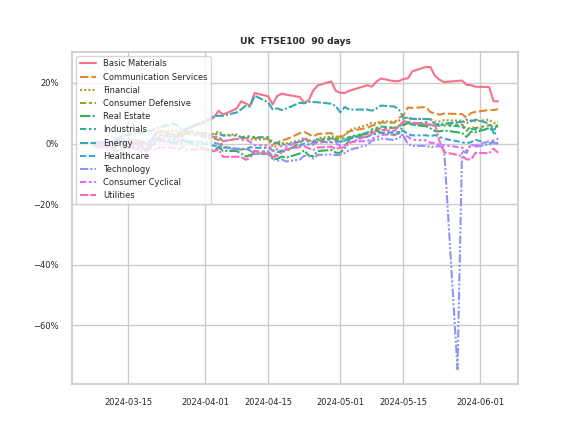 UK  FTSE100  90 days
Basic Materials
Communication Services
Financial
Consumer Defensive
Real Estate
Industrials
Energy
Healthcare
Technology
Consumer Cyclical
Utilities
20%
0%
−20%
−40%
−60%
2024-03-15
2024-04-01
2024-04-15
2024-05-01
2024-05-15
2024-06-01